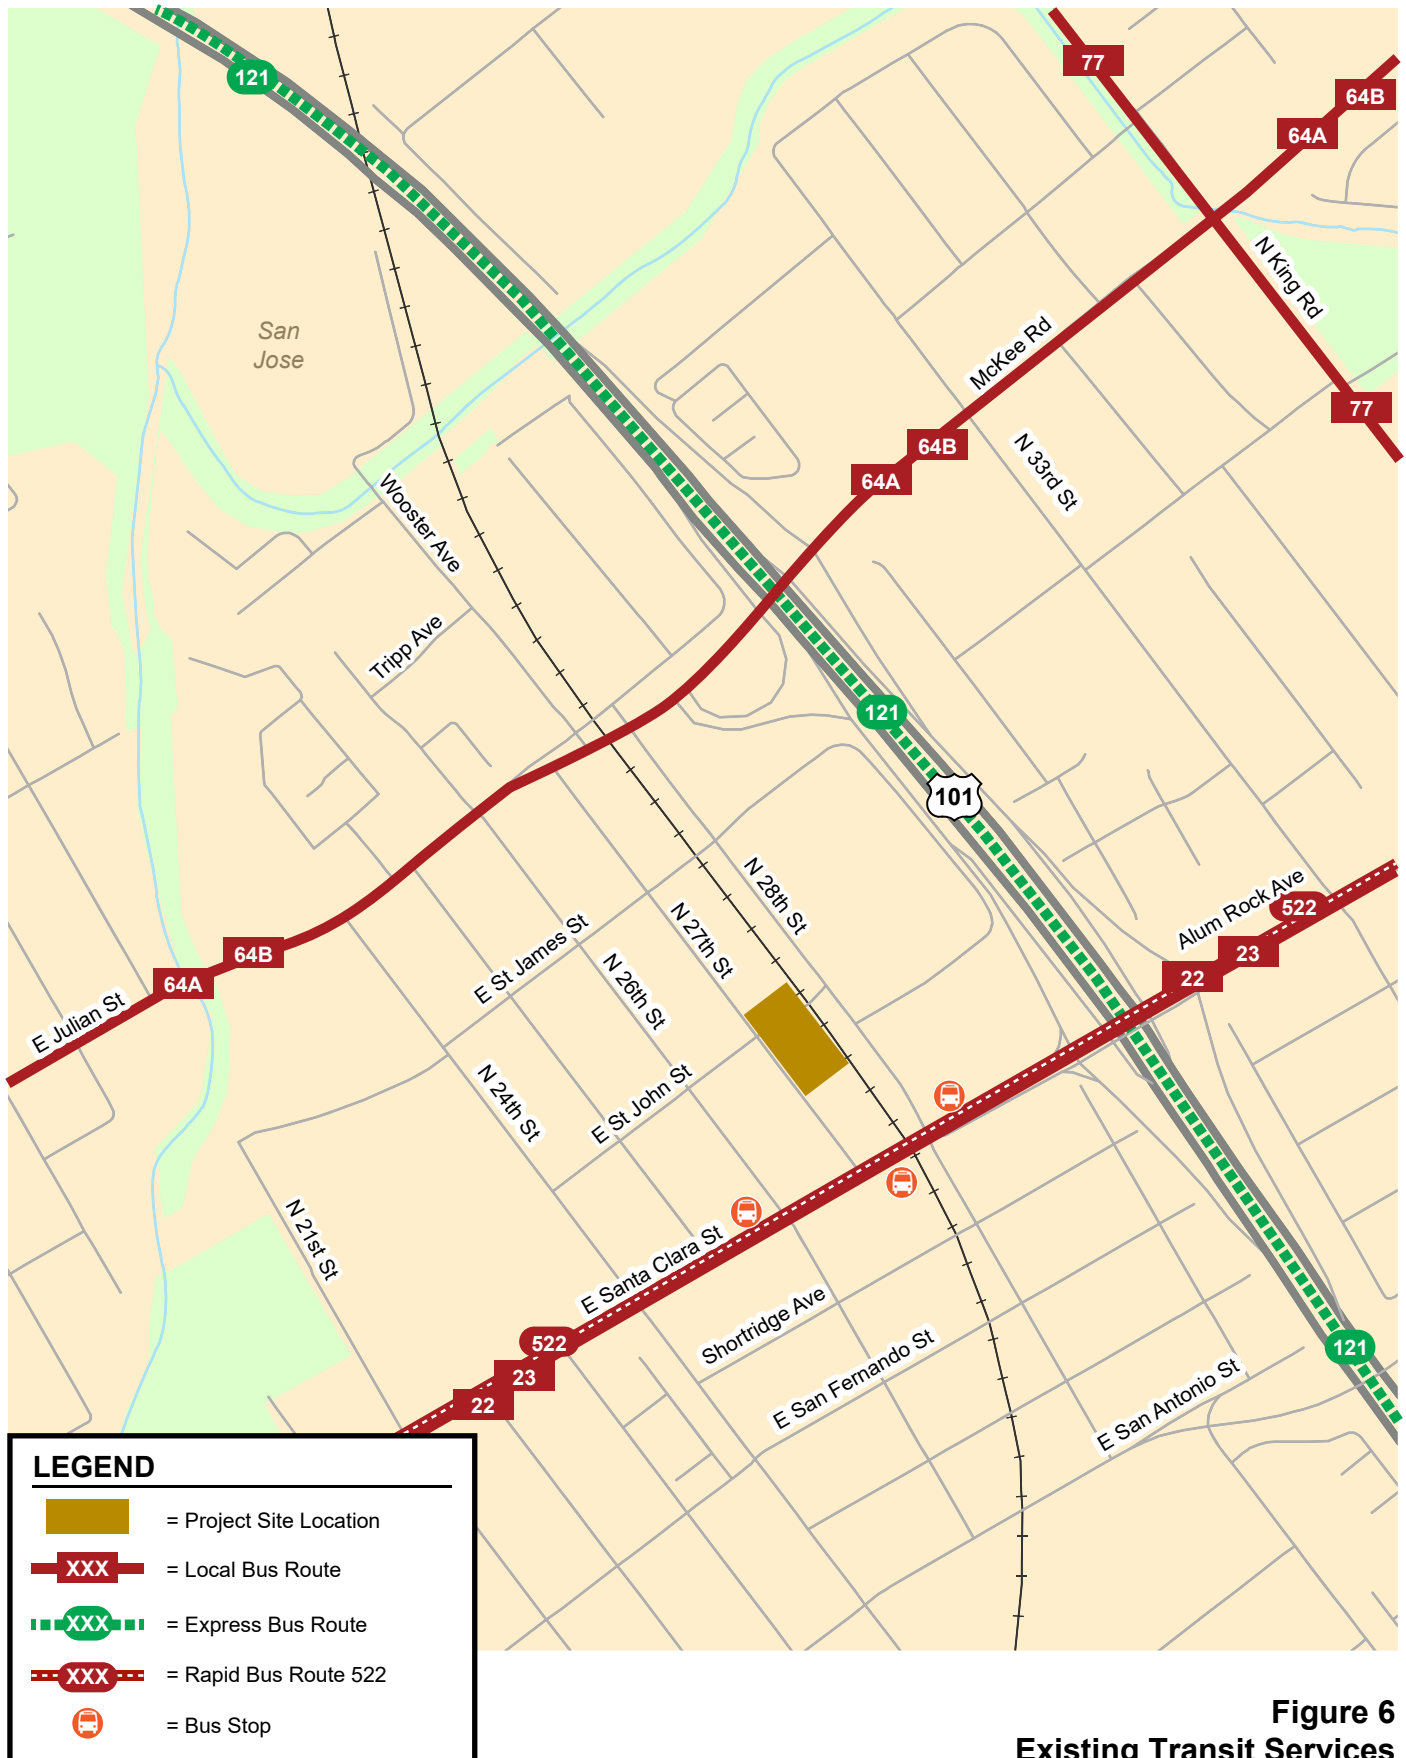 121
77
64B
64A
N King Rd
San
Jose
McKee Rd
77
64B
64A
N 33rd St
Wooster Ave
Tripp Ave
121
101
N 28th St
Alum Rock Ave
522
23
22
N 27th St
E St James St
64B
64A
N 26th St
E Julian St
N 24th St
E St John St
N 21st St
E Santa Clara St
Shortridge Ave
522
23
22
E San Fernando St
121
E San Antonio St
LEGEND
= Project Site Location
XXX = Local Bus Route
XXX = Express Bus Route
XXX = Rapid Bus Route 522
= Bus Stop
Figure 6
Existing Transit Services